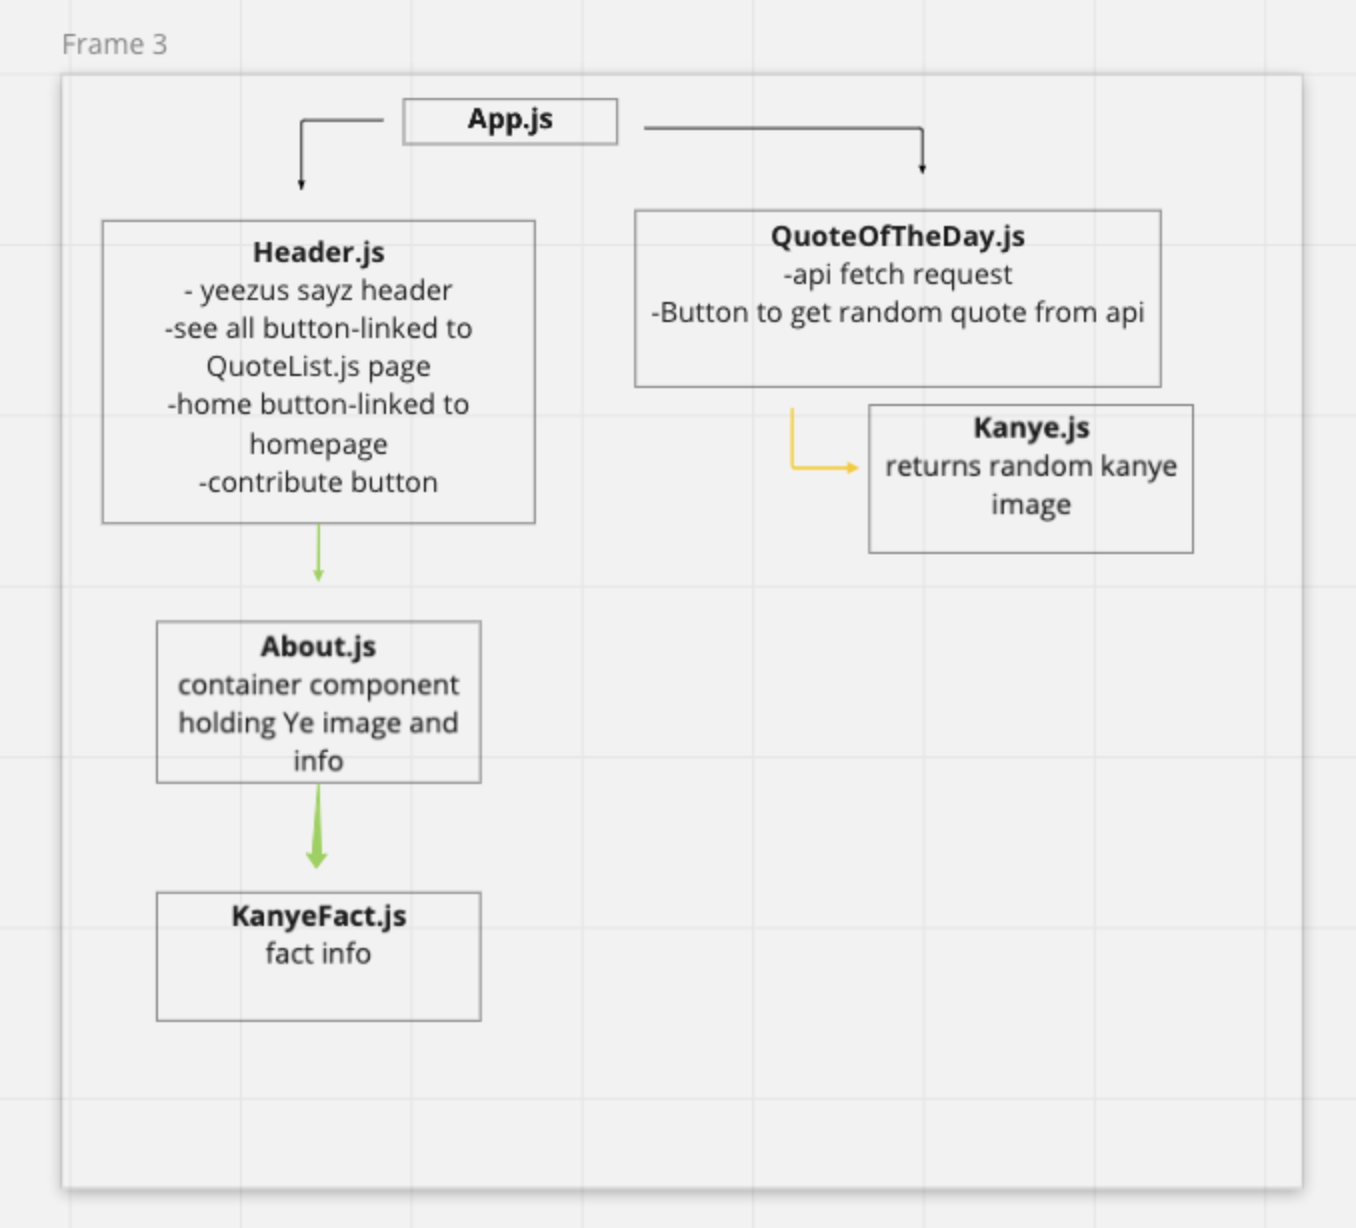 Frame 3
App.js
Header.js
- yeezus sayz header
-see all button-linked to
QuoteList.js page
-home button-linked to
homepage
-contribute button
QuoteOfTheDay.js
-api fetch request
-Button to get random quote from api
Kanye.js
returns random kanye
image
About.js
container component
holding Ye image and
info
KanyeFact.js
fact info